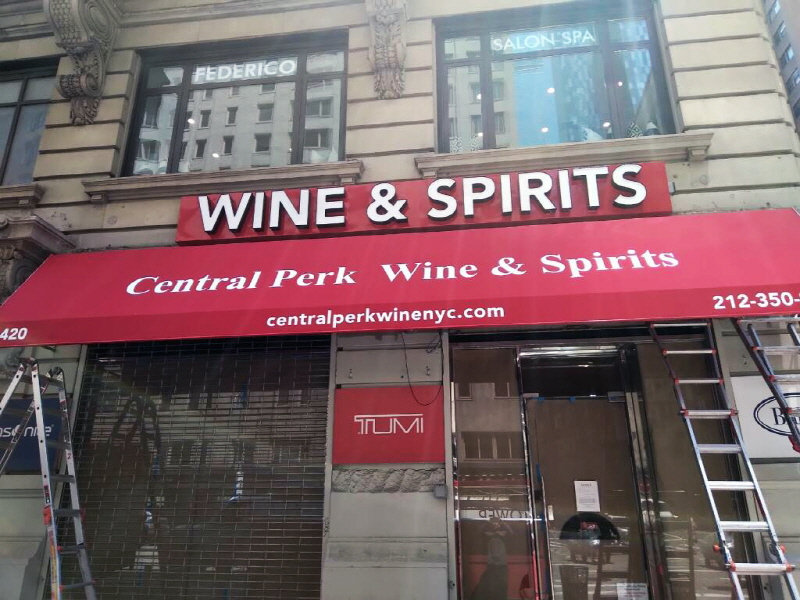 FEDERICO
SALON SPA
WINE & SPIRITS
Central Perk Wine & Spirits
centralperkwinenyc.com
212-350-
420
TUMI